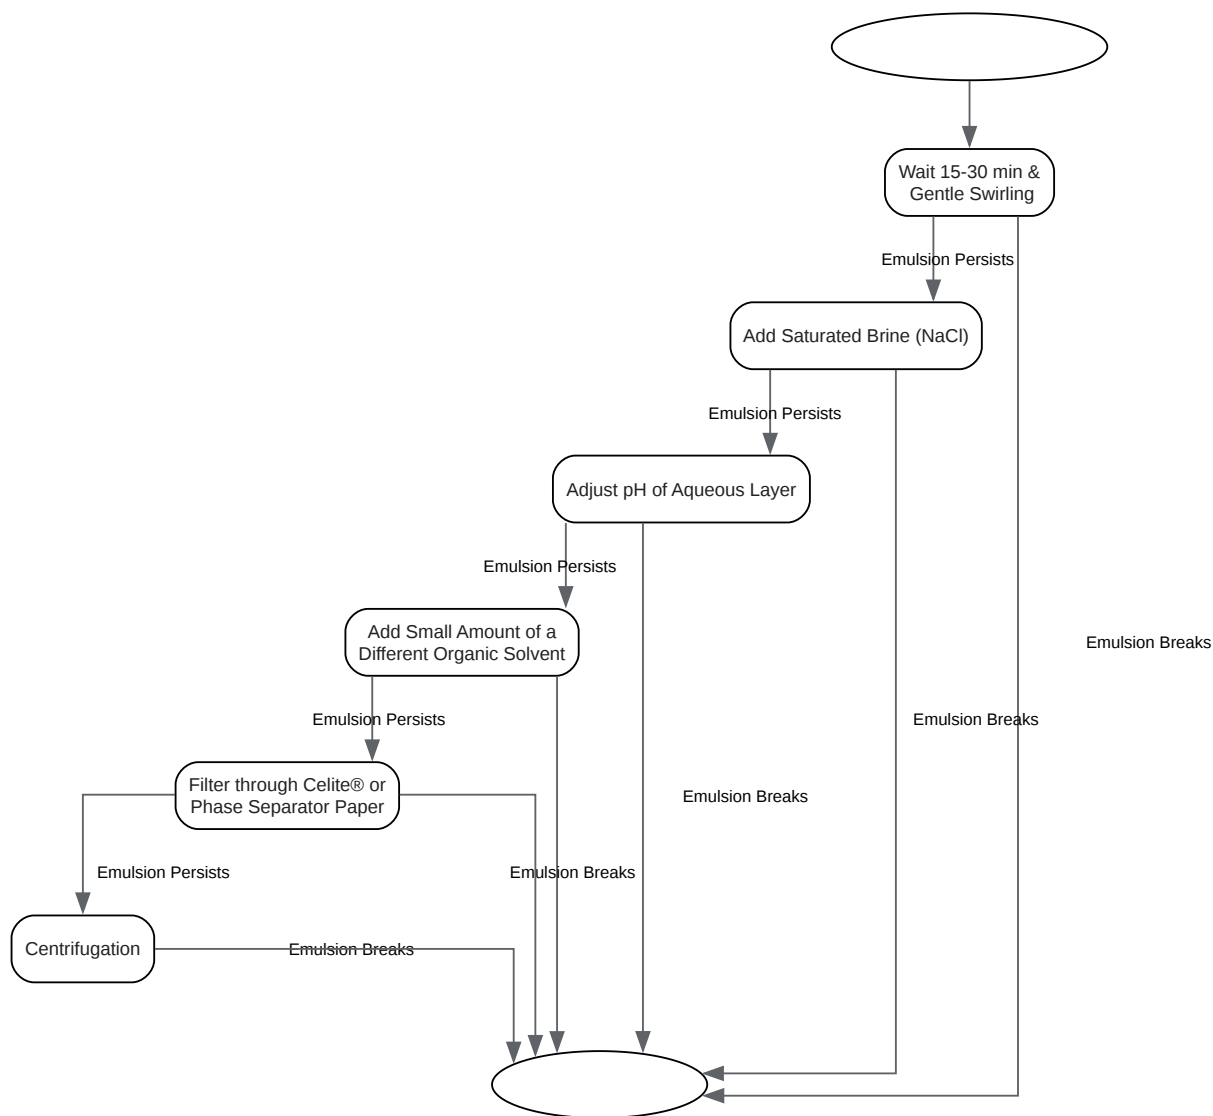 Wait 15-30 min &
Gentle Swirling
Emulsion Persists
Add Saturated Brine (NaCl)
Emulsion Persists
Adjust pH of Aqueous Layer
Emulsion Persists
Add Small Amount of a
Different Organic Solvent
Emulsion Breaks
Emulsion Persists
Emulsion Breaks
Filter through Celite® or
Phase Separator Paper
Emulsion Breaks
Emulsion Persists
Emulsion Breaks
Centrifugation
Emulsion Breaks